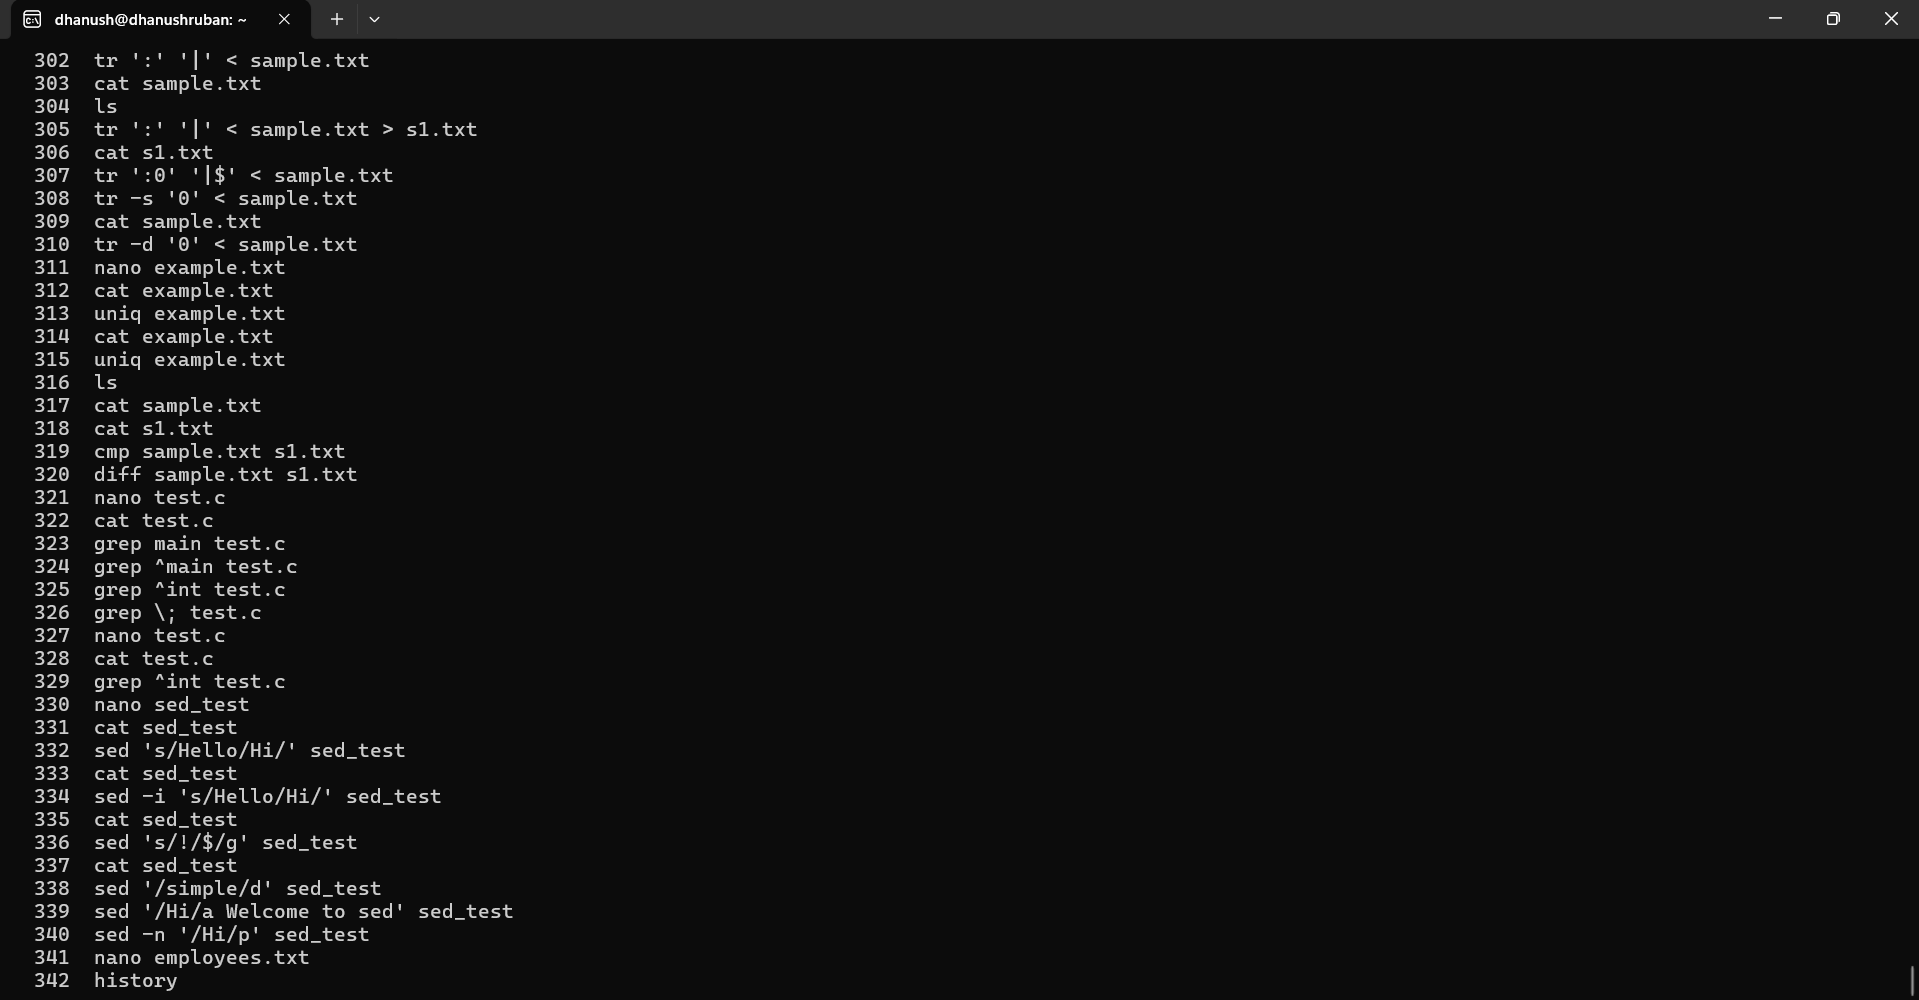 dhanush@dhanushruban: ~
302 tr ':' '|' < sample.txt
303 cat sample.txt
304 ls
305 tr ':' '|' < sample.txt > s1.txt
306 cat s1.txt
307 tr ':0' '|$' < sample.txt
308 tr -s '0' < sample.txt
309 cat sample.txt
310 tr -d '0' < sample.txt
311 nano example.txt
312 cat example.txt
313 uniq example.txt
314 cat example.txt
315 uniq example.txt
316 ls
317 cat sample.txt
318 cat s1.txt
319 cmp sample.txt s1.txt
320 diff sample.txt s1.txt
321 nano test.c
322 cat test.c
323 grep main test.c
324 grep ^main test.c
325 grep ^int test.c
326 grep \; test.c
327 nano test.c
328 cat test.c
329 grep ^int test.c
330 nano sed_test
331 cat sed_test
332 sed 's/Hello/Hi/' sed_test
333 cat sed_test
334 sed -i 's/Hello/Hi/' sed_test
335 cat sed_test
336 sed 's/!/$/g' sed_test
337 cat sed_test
338 sed '/simple/d' sed_test
339 sed '/Hi/a Welcome to sed' sed_test
340 sed -n '/Hi/p' sed_test
341 nano employees.txt
342 history